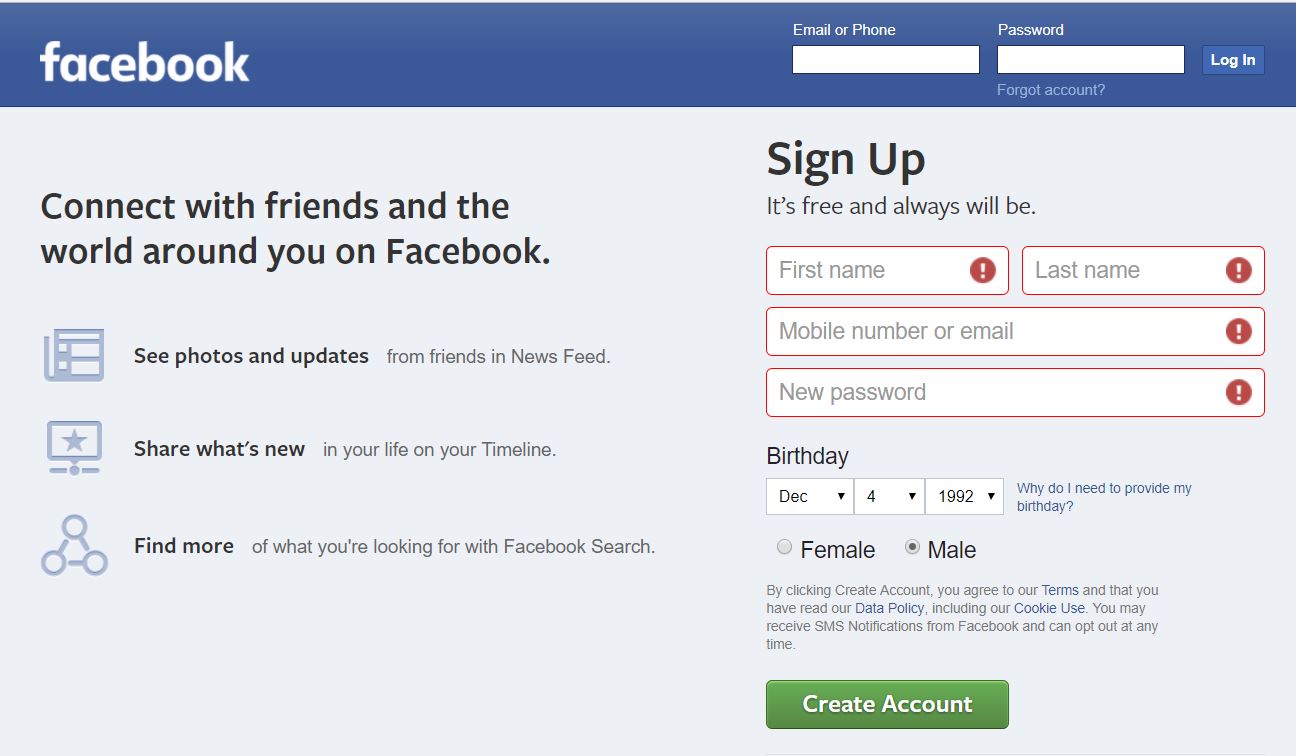 facebook
Email or Phone
Password
Log In
Forgot account?
Connect with friends and the
world around you on Facebook.
See photos and updates from friends in News Feed.
Share what's new in your life on your Timeline.
Find more of what you're looking for with Facebook Search.
Sign Up
It's free and always will be.
First name
Last name
Mobile number or email
New password
Birthday
Dec 4 1992
Why do I need to provide my
birthday?
Female Male
By clicking Create Account, you agree to our Terms and that you
have read our Data Policy, including our Cookie Use. You may
receive SMS Notifications from Facebook and can opt out at any
time.
Create Account